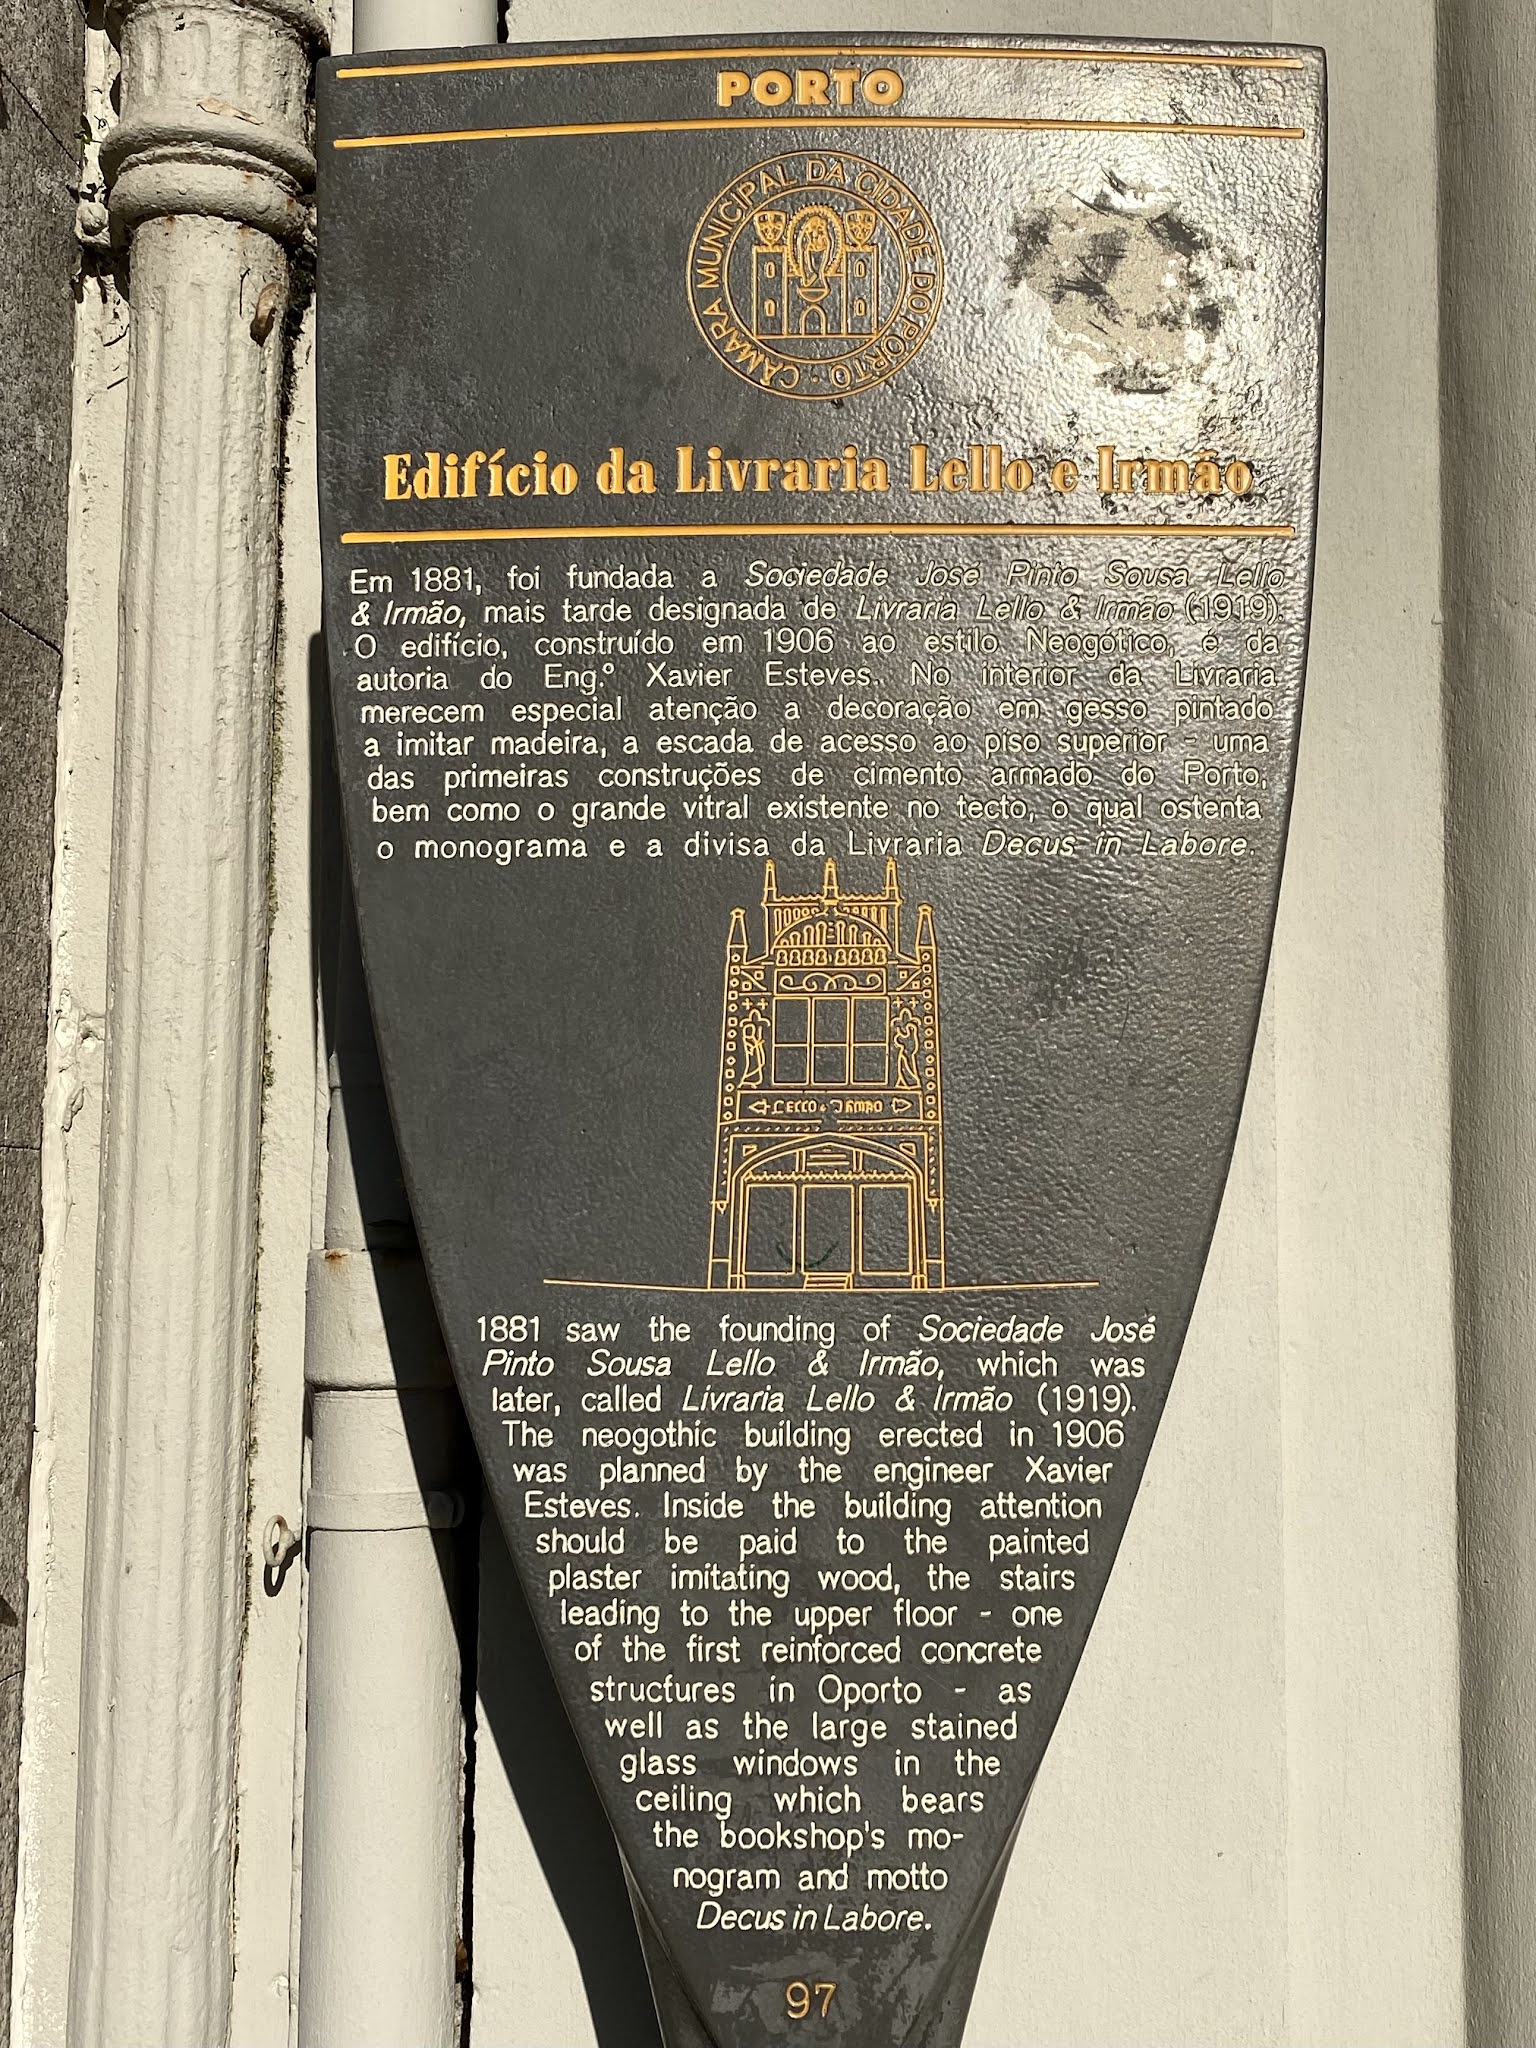 PORTO
CÂMARA MUNICIPAL DA CIDADE DO PORTO ·
Edifício da Livraria Lello e Irmão
Em 1881, foi fundada a Sociedade José Pinto Sousa Lello
& Irmão, mais tarde designada de Livraria Lello & Irmão (1919).
O edifício, construído em 1906 ao estilo Neogótico, é da
autoria do Eng.º Xavier Esteves. No interior da Livraria
merecem especial atenção a decoração em gesso pintado
a imitar madeira, a escada de acesso ao piso superior - uma
das primeiras construções de cimento armado do Porto,
bem como o grande vitral existente no tecto, o qual ostenta
o monograma e a divisa da Livraria Decus in Labore.
LELLO & IRMÃO
1881 saw the founding of Sociedade José
Pinto Sousa Lello & Irmão, which was
later, called Livraria Lello & Irmão (1919).
The neogothic building erected in 1906
was planned by the engineer Xavier
Esteves. Inside the building attention
should be paid to the painted
plaster imitating wood, the stairs
leading to the upper floor - one
of the first reinforced concrete
structures in Oporto - as
well as the large stained
glass windows in the
ceiling which bears
the bookshop's mo-
nogram and motto
Decus in Labore.
97